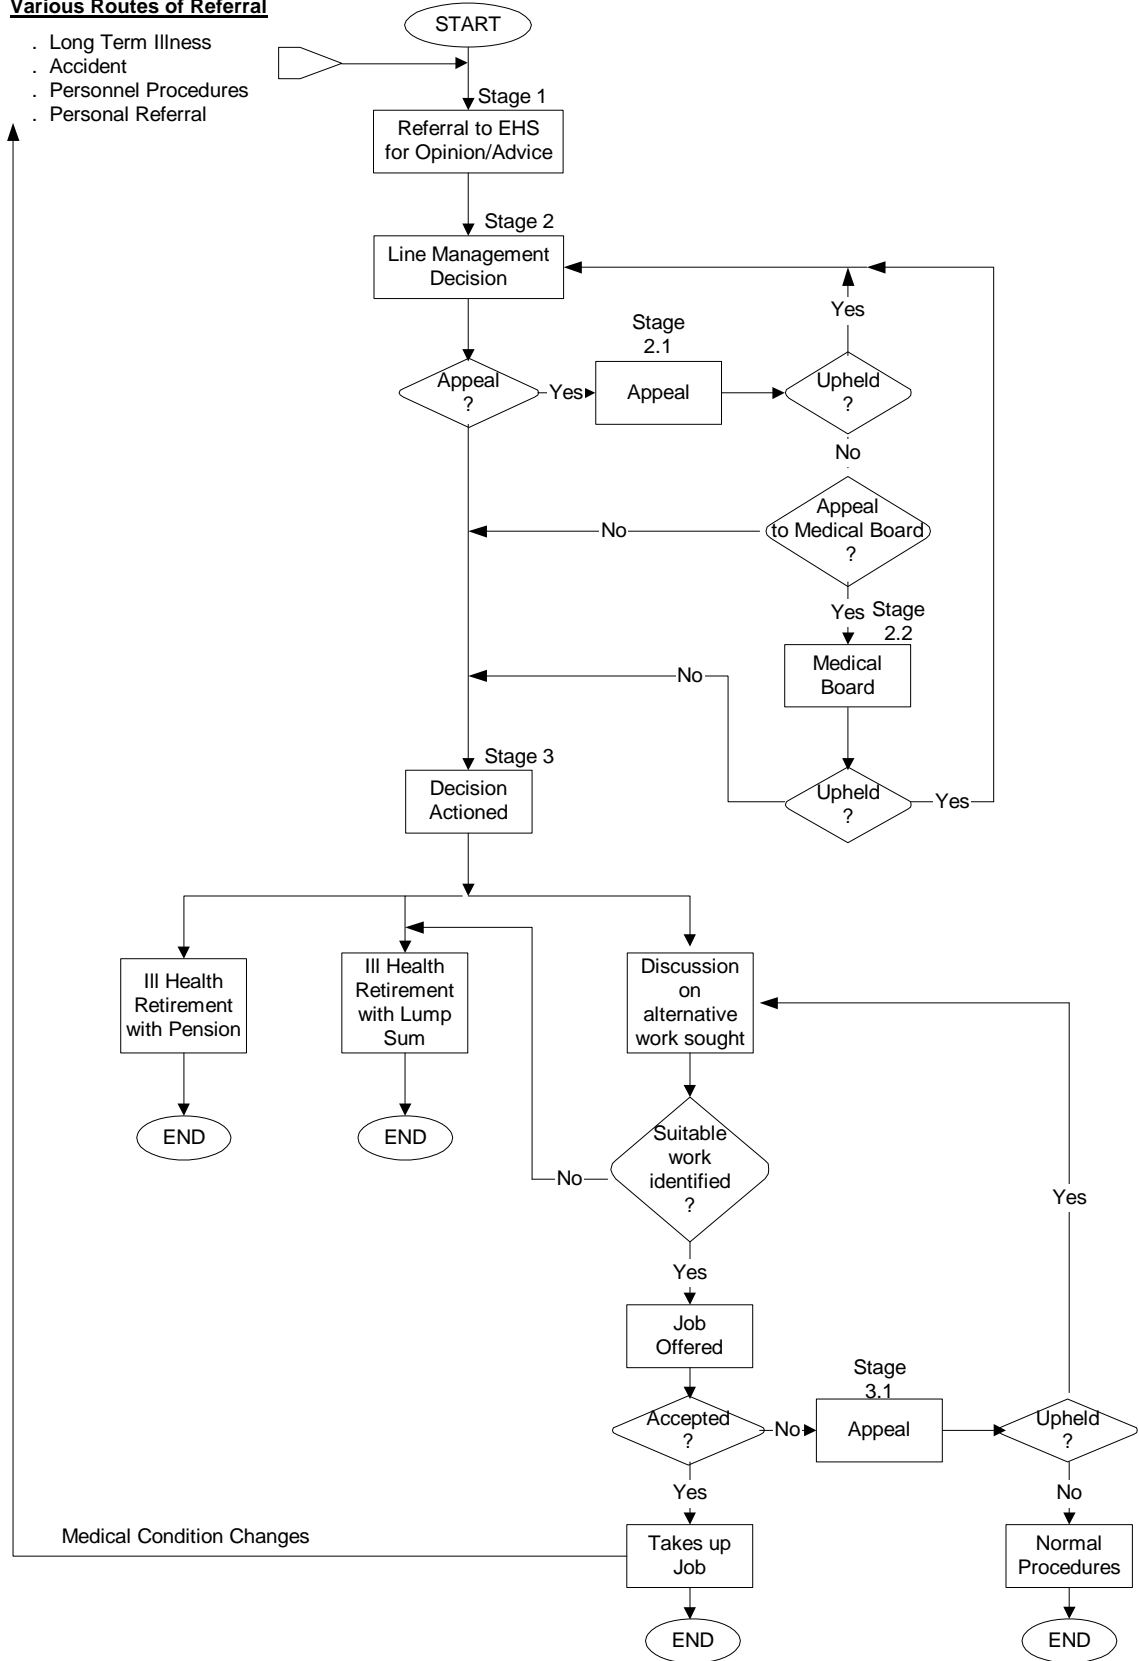 Various Routes of Referral
. Long Term Illness
. Accident
. Personnel Procedures
. Personal Referral
START
Stage 1
Referral to EHS
for Opinion/Advice
Stage 2
Line Management
Decision
Appeal
?
Yes
Stage
2.1
Appeal
Upheld
?
Yes
No
Appeal
to Medical Board
?
No
Yes
Stage
2.2
Medical
Board
Upheld
?
No
Yes
Stage 3
Decision
Actioned
Ill Health
Retirement
with Pension
END
Ill Health
Retirement
with Lump
Sum
END
Discussion
on
alternative
work sought
Suitable
work
identified
?
No
Yes
Job
Offered
Accepted
?
No
Stage
3.1
Appeal
Upheld
?
Yes
No
Yes
Takes up
Job
Medical Condition Changes
END
Normal
Procedures
END